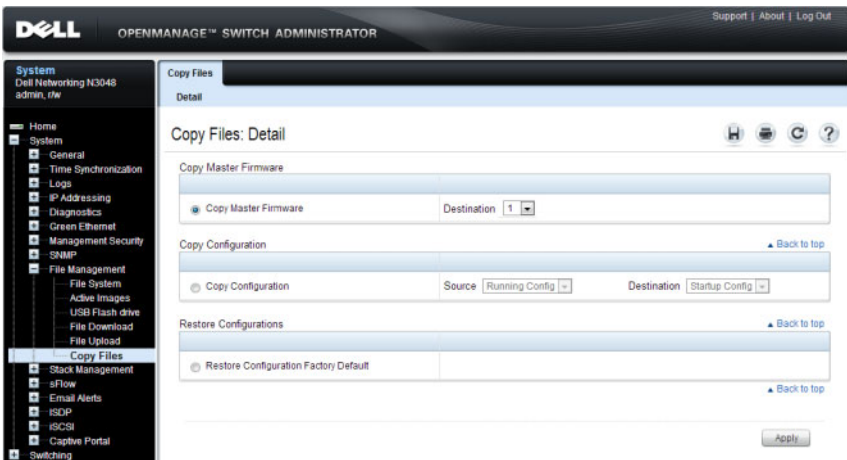 Support | About | Log Out
DELL OPENMANAGE™ SWITCH ADMINISTRATOR
System
Dell Networking N3048
admin, r/w
Home
System
General
Time Synchronization
Logs
IP Addressing
Diagnostics
Green Ethernet
Management Security
SNMP
File Management
File System
Active Images
USB Flash drive
File Download
File Upload
Copy Files
Stack Management
sFlow
Email Alerts
ISDP
iSCSI
Captive Portal
Switching
Copy Files
Detail
Copy Files: Detail
Copy Master Firmware
Copy Master Firmware Destination 1
Copy Configuration Back to top
Copy Configuration Source Running Config Destination Startup Config
Restore Configurations Back to top
Restore Configuration Factory Default
Back to top
Apply